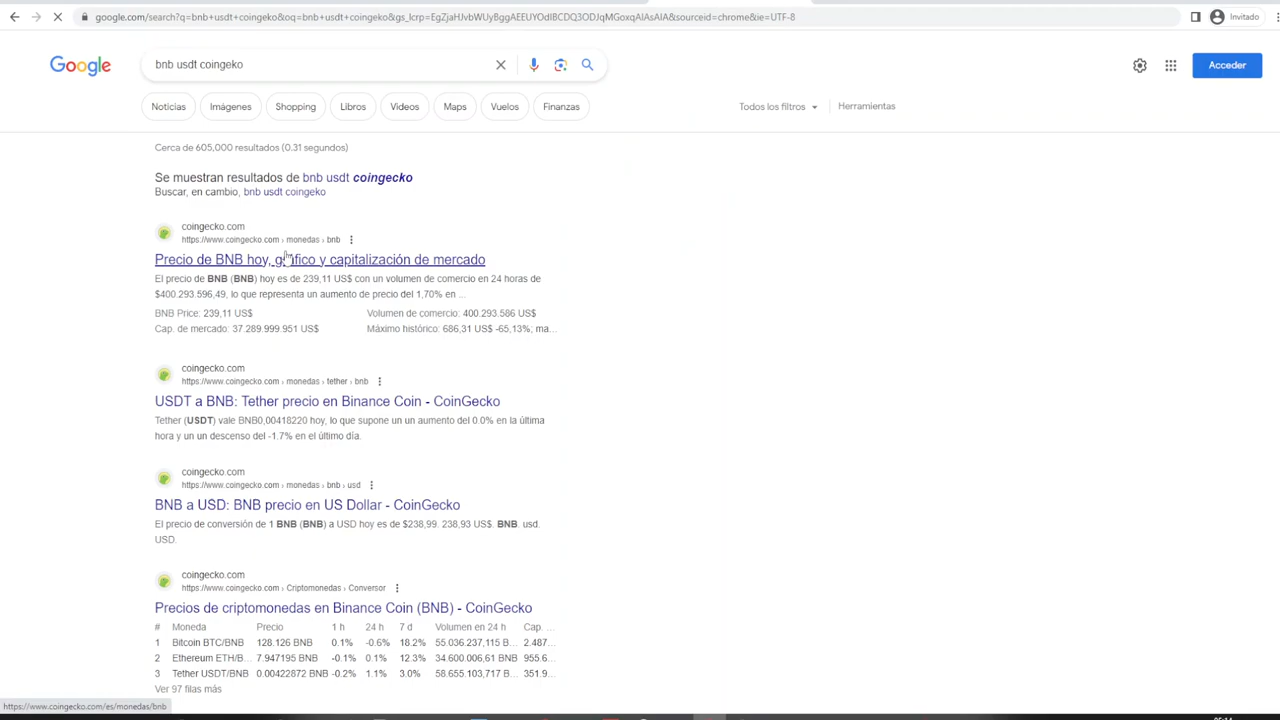 google.com/search?q=bnb+usdt+coingeko&oq=bnb+usdt+coingeko&gs_lcrp=EgZjaHJvbWUyBggAEEUYOdIBCDQ3ODJqMGoxqAIAsAIA&sourceid=chrome&ie=UTF-8
Invitado
Google
bnb usdt coingeko
Acceder
Noticias
Imágenes
Shopping
Libros
Videos
Maps
Vuelos
Finanzas
Todos los filtros
Herramientas
Cerca de 605,000 resultados (0.31 segundos)
Se muestran resultados de bnb usdt coingecko
Buscar, en cambio, bnb usdt coingeko
coingecko.com
https://www.coingecko.com › monedas › bnb
Precio de BNB hoy, gráfico y capitalización de mercado
El precio de BNB (BNB) hoy es de 239,11 US$ con un volumen de comercio en 24 horas de
$400.293.596,49, lo que representa un aumento de precio del 1,70% en ...
BNB Price: 239,11 US$
Volumen de comercio: 400.293.586 US$
Cap. de mercado: 37.289.999.951 US$
Máximo histórico: 686,31 US$ -65,13%; ma...
coingecko.com
https://www.coingecko.com › monedas › tether › bnb
USDT a BNB: Tether precio en Binance Coin - CoinGecko
Tether (USDT) vale BNB0,00418220 hoy, lo que supone un un aumento del 0.0% en la última
hora y un un descenso del -1.7% en el último día.
coingecko.com
https://www.coingecko.com › monedas › bnb › usd
BNB a USD: BNB precio en US Dollar - CoinGecko
El precio de conversión de 1 BNB (BNB) a USD hoy es de $238,99. 238,93 US$. BNB. usd.
USD.
coingecko.com
https://www.coingecko.com › Criptomonedas › Conversor
Precios de criptomonedas en Binance Coin (BNB) - CoinGecko
# Moneda Precio 1 h 24 h 7 d Volumen en 24 h Cap. ...
1 Bitcoin BTC/BNB 128.126 BNB 0.1% -0.6% 18.2% 55.036.237,115 B... 2.487...
2 Ethereum ETH/B... 7.947195 BNB -0.1% 0.1% 12.3% 34.600.006,61 BNB 955.6...
3 Tether USDT/BNB 0.00422872 BNB -0.2% 1.1% 3.0% 58.655.103,717 B... 351.9...
Ver 97 filas más
https://www.coingecko.com/es/monedas/bnb